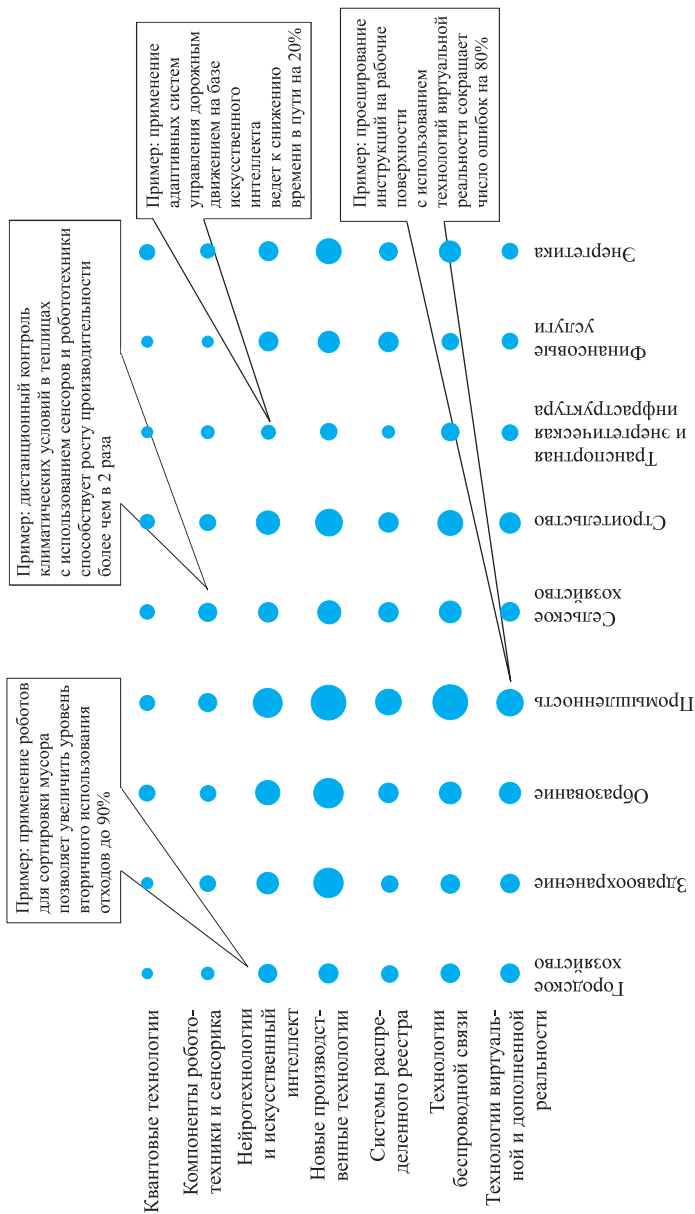 Пример: применение роботов
для сортировки мусора
позволяет увеличить уровень
вторичного использования
отходов до 90%
Пример: дистанционный контроль
климатических условий в теплицах
с использованием сенсоров и робототехники
способствует росту производительности
более чем в 2 раза
Пример: применение
адаптивных систем
управления дорожным
движением на базе
искусственного
интеллекта
ведет к снижению
времени в пути на 20%
Пример: проецирование
инструкций на рабочие
поверхности
с использованием
технологий виртуальной
реальности сокращает
число ошибок на 80%
Квантовые технологии
Компоненты робото-
техники и сенсорика
Нейротехнологии
и искусственный
интеллект
Новые производст-
венные технологии
Системы распре-
деленного реестра
Технологии
беспроводной связи
Технологии виртуаль-
ной и дополненной
реальности
Городское
хозяйство
Здравоохранение
Образование
Промышленность
Сельское
хозяйство
Строительство
Транспортная
и энергетическая
инфраструктура
Финансовые
услуги
Энергетика